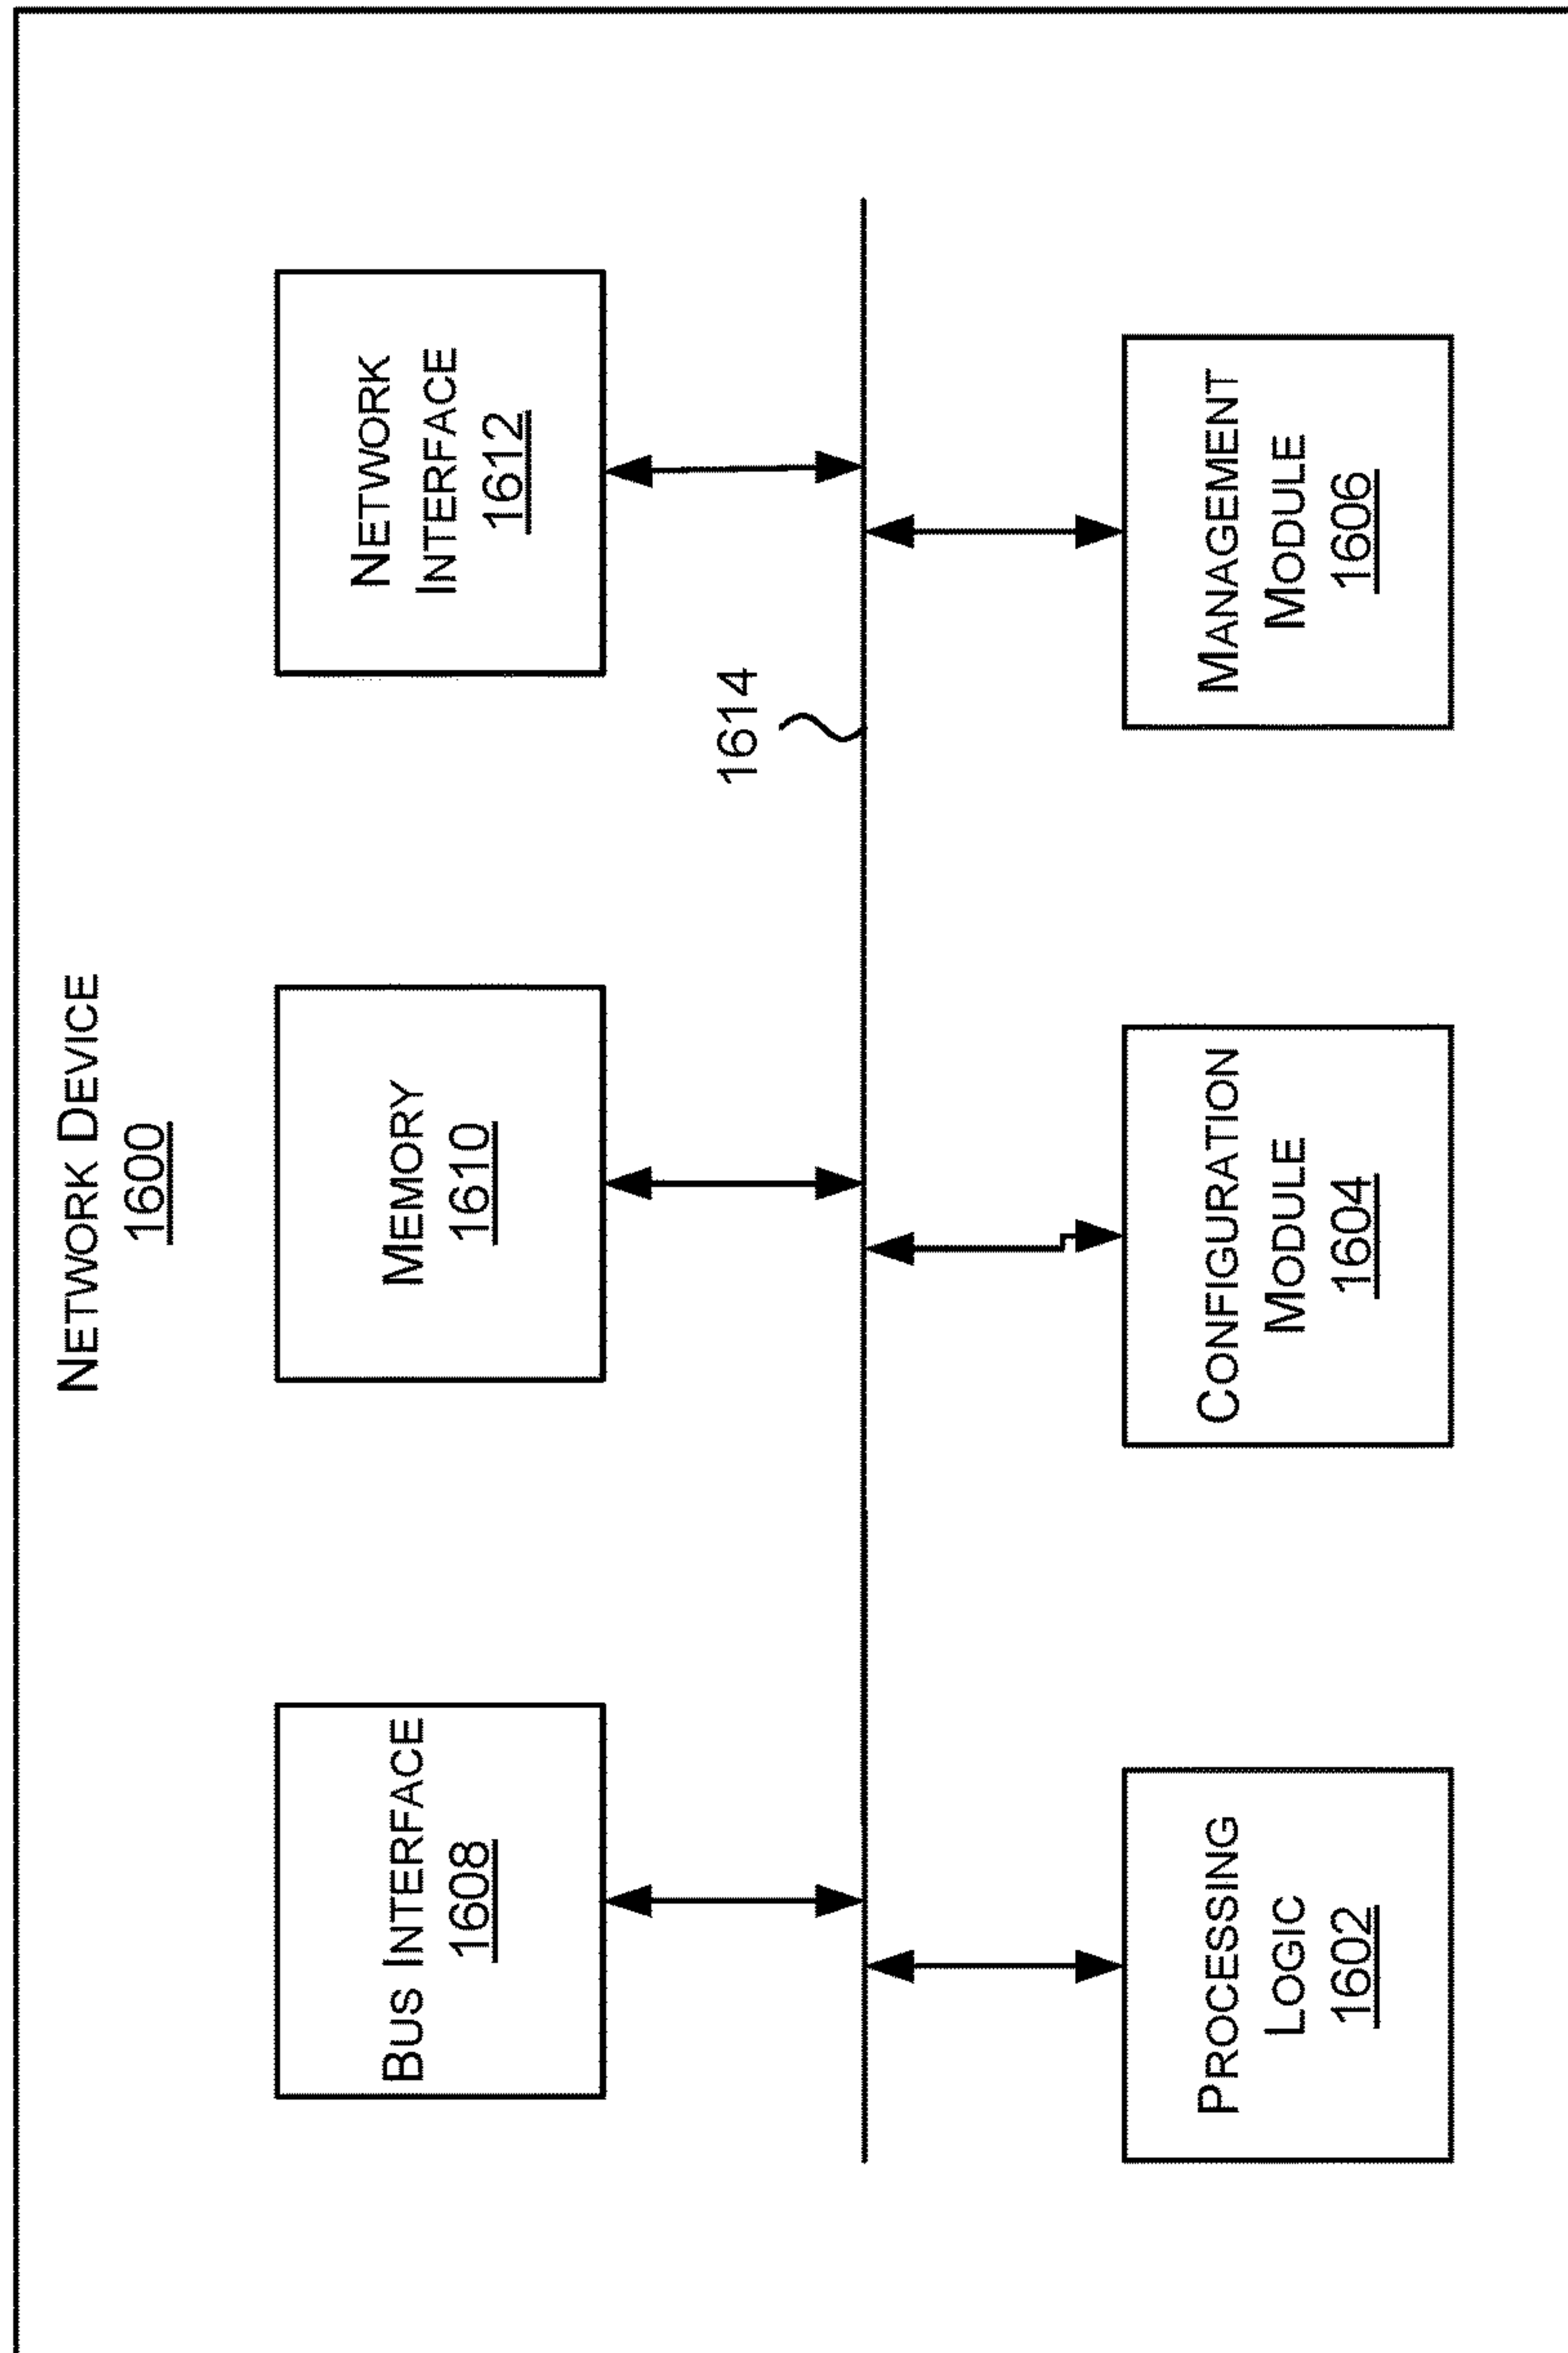 NETWORK DEVICE
1600
BUS INTERFACE
1608
MEMORY
1610
NETWORK
INTERFACE
1612
1614
PROCESSING
LOGIC
1602
CONFIGURATION
MODULE
1604
MANAGEMENT
MODULE
1606